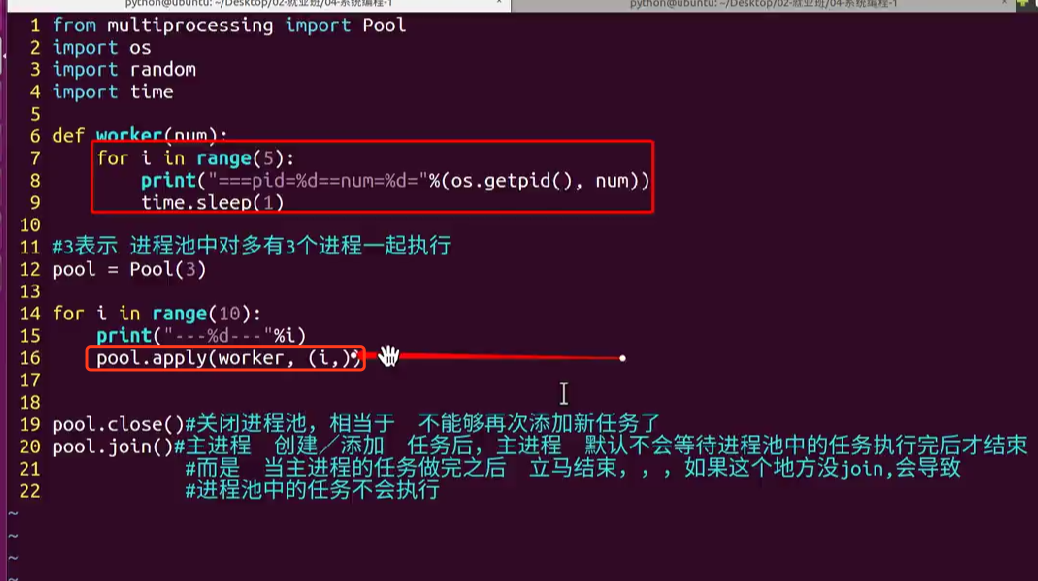 python@ubuntu: ~/Desktop/02-就业班/04-系统编程-1
python@ubuntu: ~/Desktop/02-就业班/04-系统编程-1
1 from multiprocessing import Pool
2 import os
3 import random
4 import time
5
6 def worker(num):
7     for i in range(5):
8         print("===pid=%d==num=%d="%(os.getpid(), num))
9         time.sleep(1)
10
11 #3表示 进程池中对多有3个进程一起执行
12 pool = Pool(3)
13
14 for i in range(10):
15     print("---%d---"%i)
16     pool.apply(worker, (i,))
17
18
19 pool.close()#关闭进程池，相当于 不能够再次添加新任务了
20 pool.join()#主进程 创建／添加 任务后，主进程 默认不会等待进程池中的任务执行完后才结束
21             #而是 当主进程的任务做完之后 立马结束，，，如果这个地方没join,会导致
22             #进程池中的任务不会执行
~
~
~
~